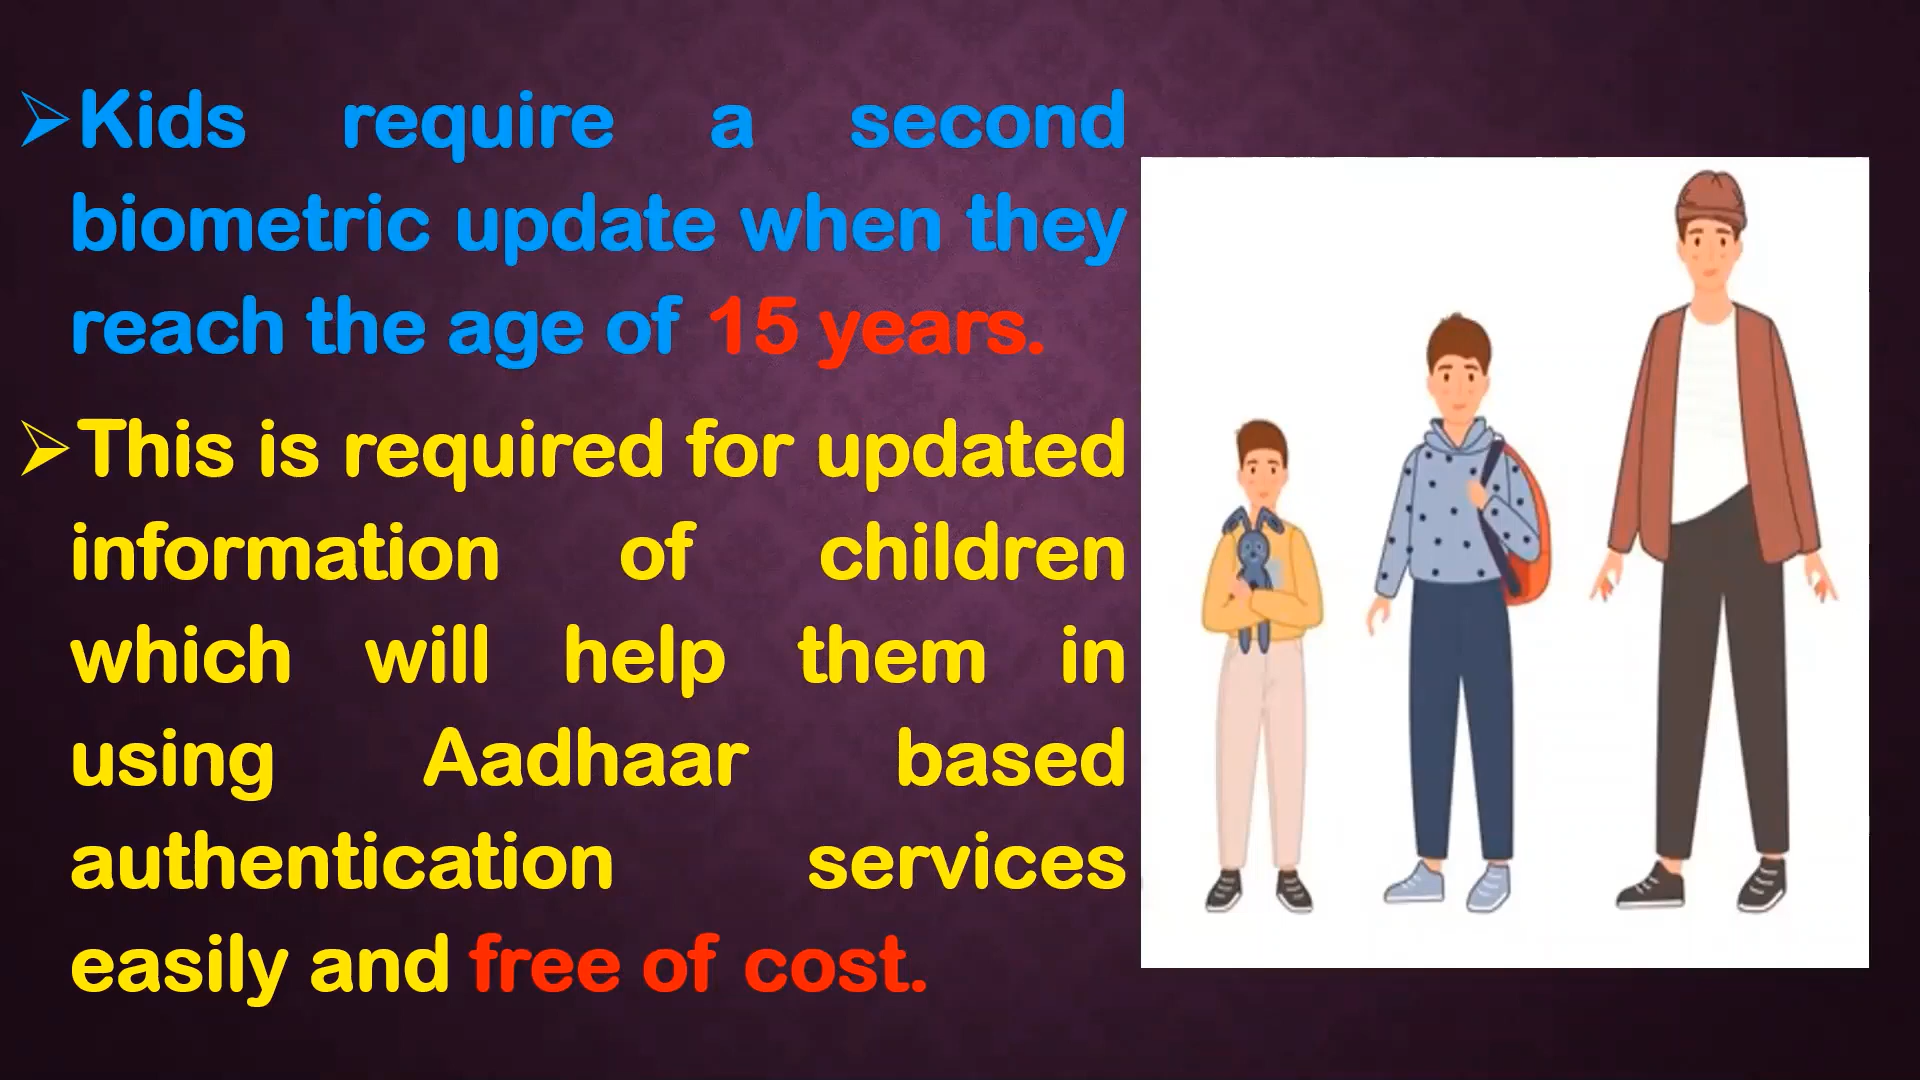 Kids require a second
biometric update when they
reach the age of 15 years.
This is required for updated
information of children
which will help them in
using Aadhaar based
authentication services
easily and free of cost.